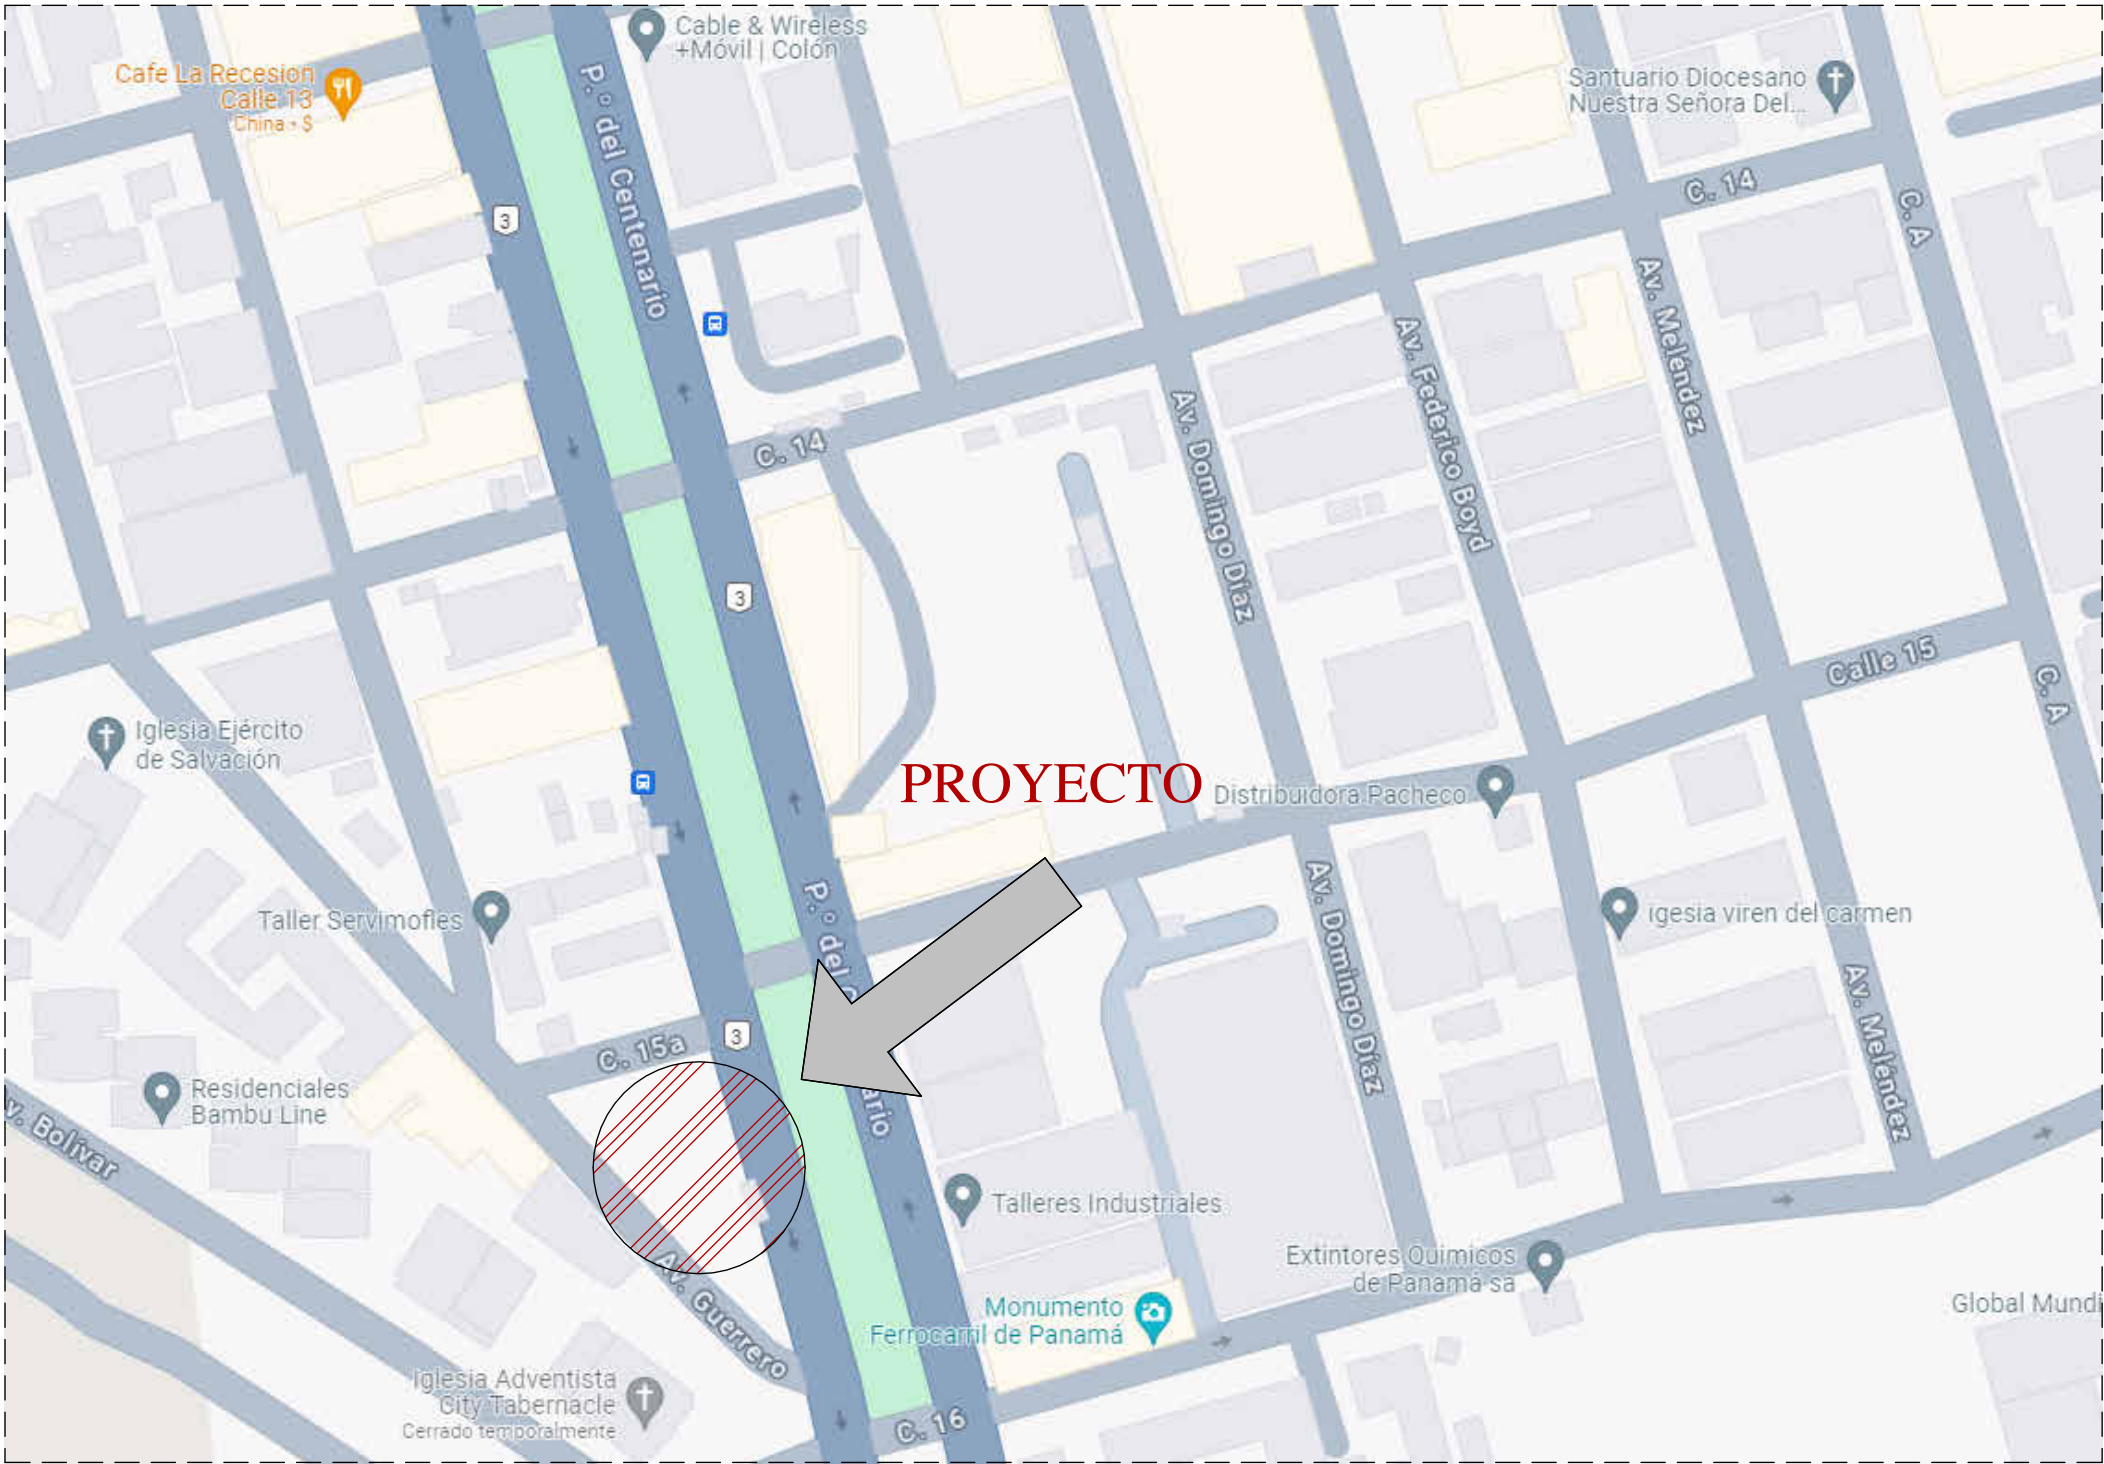 Cable & Wireless
+Móvil | Colón
Cafe La Recesion
Calle 13
China · $
Santuario Diocesano
Nuestra Señora Del...
P.º del Centenario
3
C. 14
C. A
Av. Meléndez
Av. Federico Boyd
Av. Domingo Díaz
C. 14
3
Calle 15
C. A
Iglesia Ejército
de Salvación
PROYECTO
Distribuidora Pacheco
Taller Servimofles
P.º del C
ario
igesia viren del carmen
Av. Domingo Díaz
Av. Meléndez
3
C. 15a
Residenciales
Bambu Line
v. Bolívar
Talleres Industriales
Extintores Quimicos
de Panamá sa
Av. Guerrero
Monumento
Ferrocarril de Panamá
Global Mundi
Iglesia Adventista
City Tabernacle
Cerrado temporalmente
C. 16